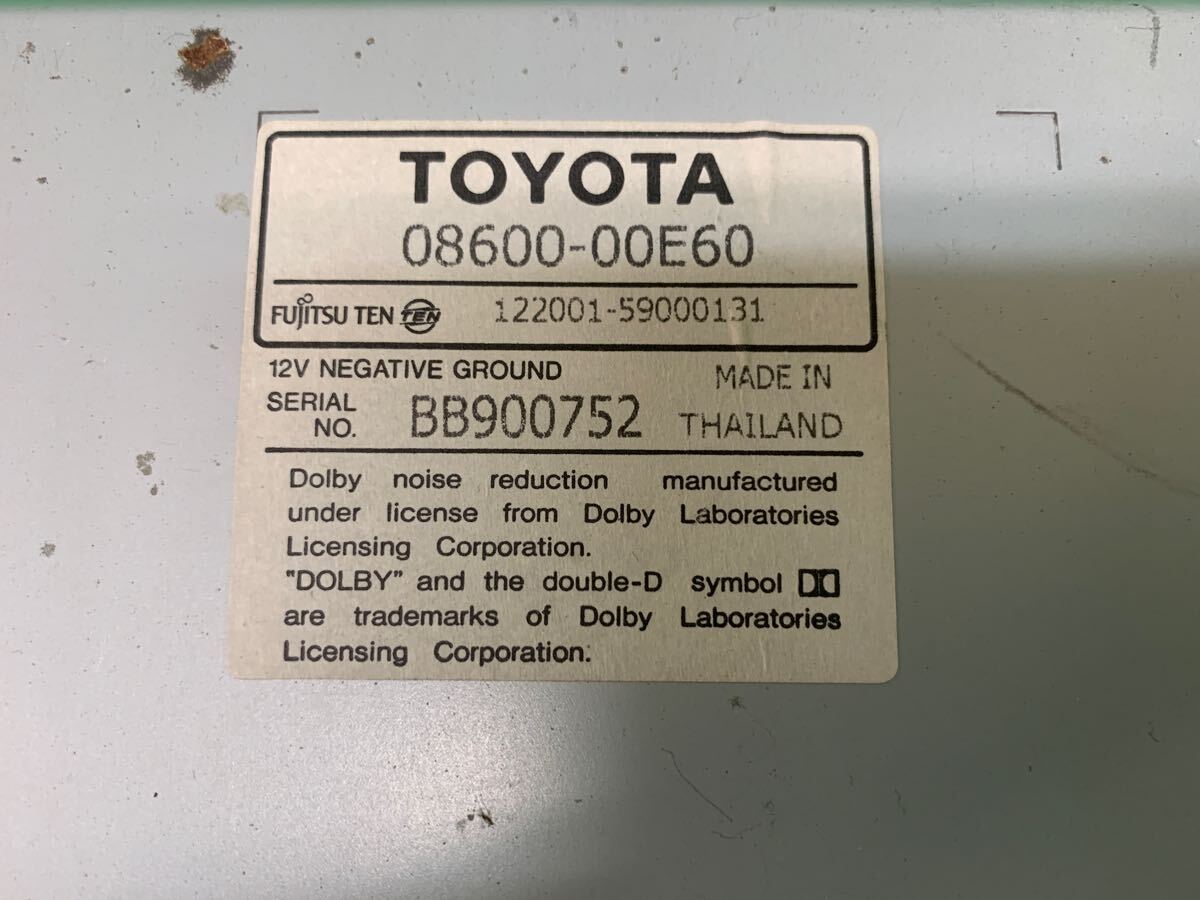 TOYOTA
08600-00E60
FUJITSU TEN TEN 122001-59000131
12V NEGATIVE GROUND
MADE IN
SERIAL
NO. BB900752 THAILAND
Dolby noise reduction manufactured
under license from Dolby Laboratories
Licensing Corporation.
"DOLBY" and the double-D symbol
are trademarks of Dolby Laboratories
Licensing Corporation.